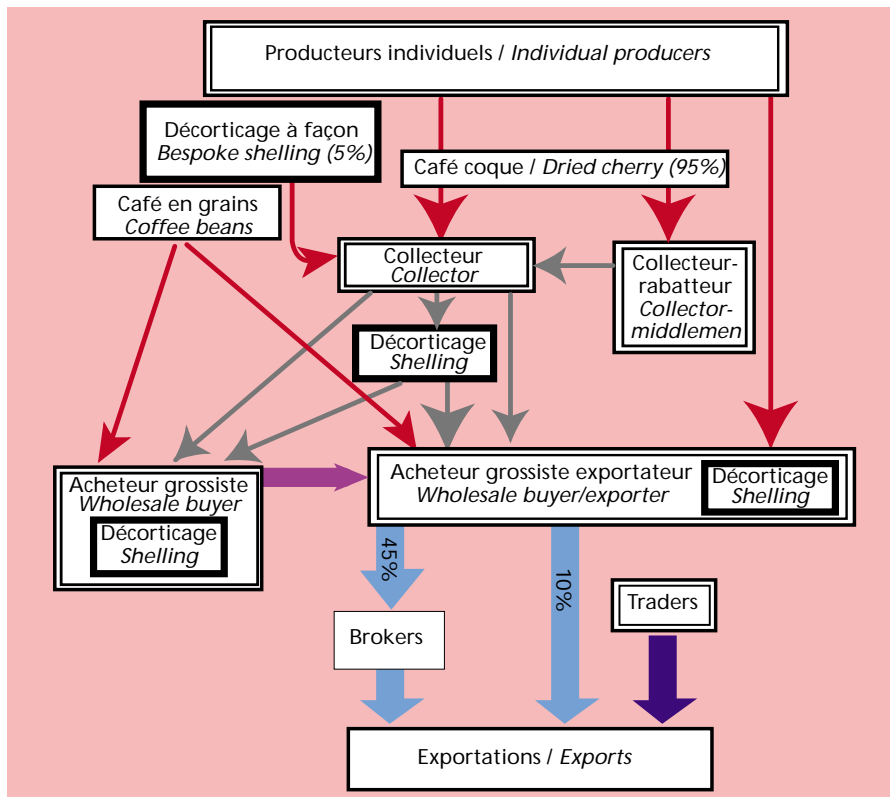 Producteurs individuels / Individual producers
Décorticage à façon
Bespoke shelling (5%)
Café coque / Dried cherry (95%)
Café en grains
Coffee beans
Collecteur
Collector
Collecteur-
rabatteur
Collector-
middlemen
Décorticage
Shelling
Acheteur grossiste
Wholesale buyer
Décorticage
Shelling
Acheteur grossiste exportateur
Wholesale buyer/exporter
Décorticage
Shelling
45%
10%
Traders
Brokers
Exportations / Exports